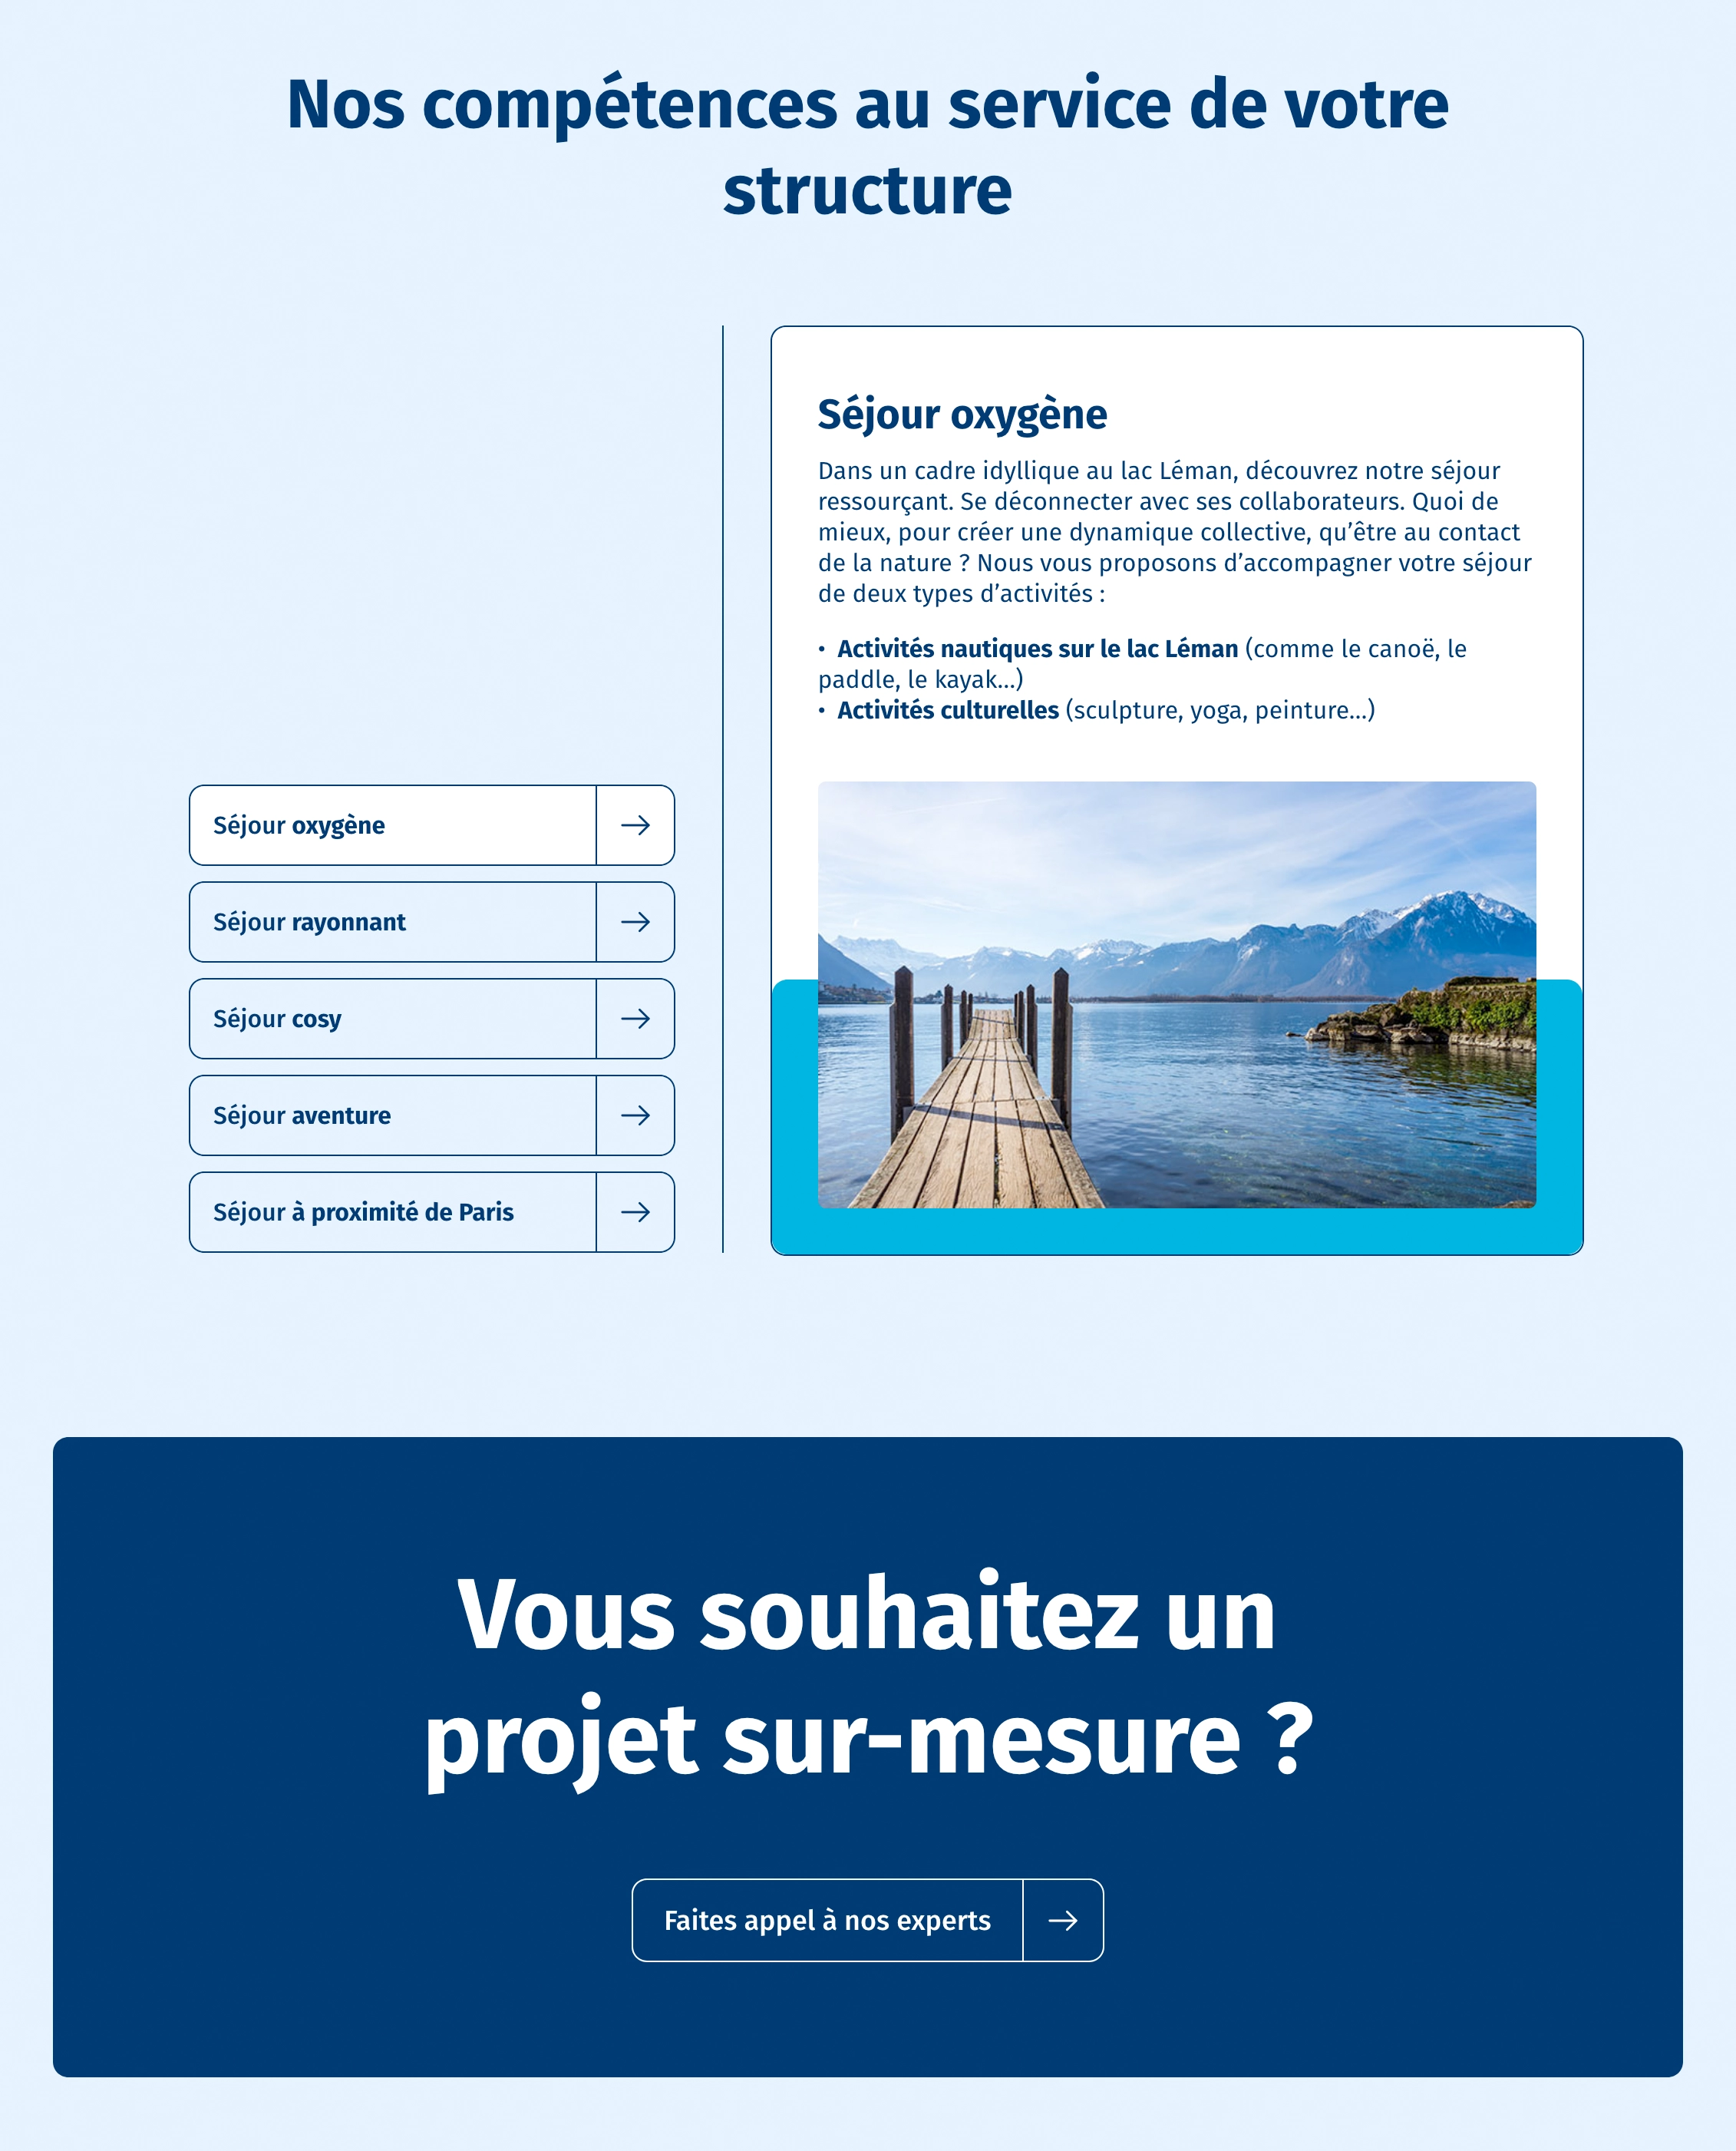 Nos compétences au service de votre
structure
Séjour oxygène
Séjour rayonnant
Séjour cosy
Séjour aventure
Séjour à proximité de Paris
Séjour oxygène
Dans un cadre idyllique au lac Léman, découvrez notre séjour
ressourçant. Se déconnecter avec ses collaborateurs. Quoi de
mieux, pour créer une dynamique collective, qu’être au contact
de la nature ? Nous vous proposons d’accompagner votre séjour
de deux types d’activités :
• Activités nautiques sur le lac Léman (comme le canoë, le
paddle, le kayak…)
• Activités culturelles (sculpture, yoga, peinture…)
Vous souhaitez un
projet sur-mesure ?
Faites appel à nos experts